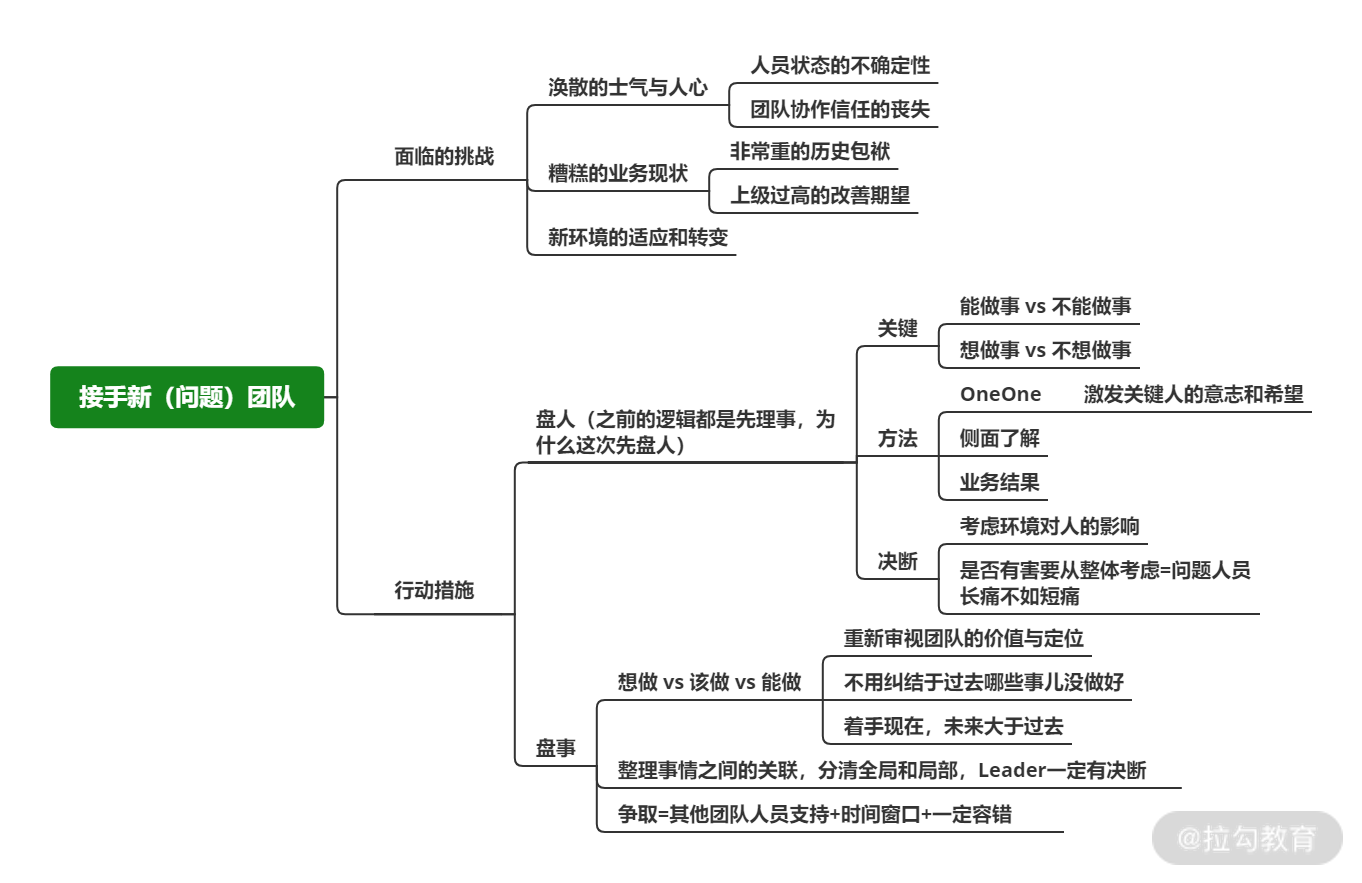 人员状态的不确定性
涣散的士气与人心
团队协作信任的丧失
面临的挑战
非常重的历史包袱
糟糕的业务现状
上级过高的改善期望
新环境的适应和转变
接手新（问题）团队
能做事 vs 不能做事
关键
想做事 vs 不想做事
盘人（之前的逻辑都是先理事，为
什么这次先盘人）
OneOne 激发关键人的意志和希望
方法
侧面了解
业务结果
考虑环境对人的影响
决断
是否有害要从整体考虑=问题人员
长痛不如短痛
行动措施
重新审视团队的价值与定位
想做 vs 该做 vs 能做
不用纠结于过去哪些事儿没做好
着手现在，未来大于过去
盘事
整理事情之间的关联，分清全局和局部，Leader一定有决断
争取=其他团队人员支持+时间窗口+一定容错
@拉勾教育